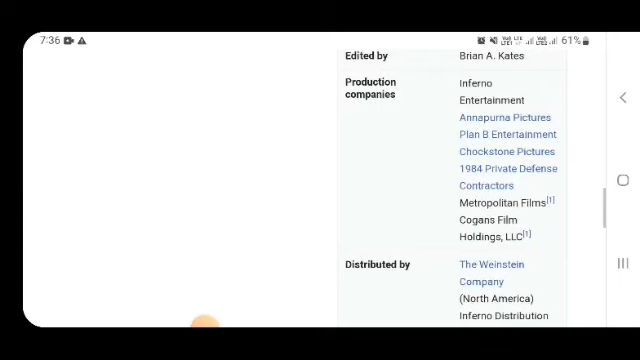 7:36
61%
Edited by Brian A. Kates
Production companies
Inferno
Entertainment
Annapurna Pictures
Plan B Entertainment
Chockstone Pictures
1984 Private Defense
Contractors
Metropolitan Films[1]
Cogans Film
Holdings, LLC[1]
Distributed by
The Weinstein
Company
(North America)
Inferno Distribution